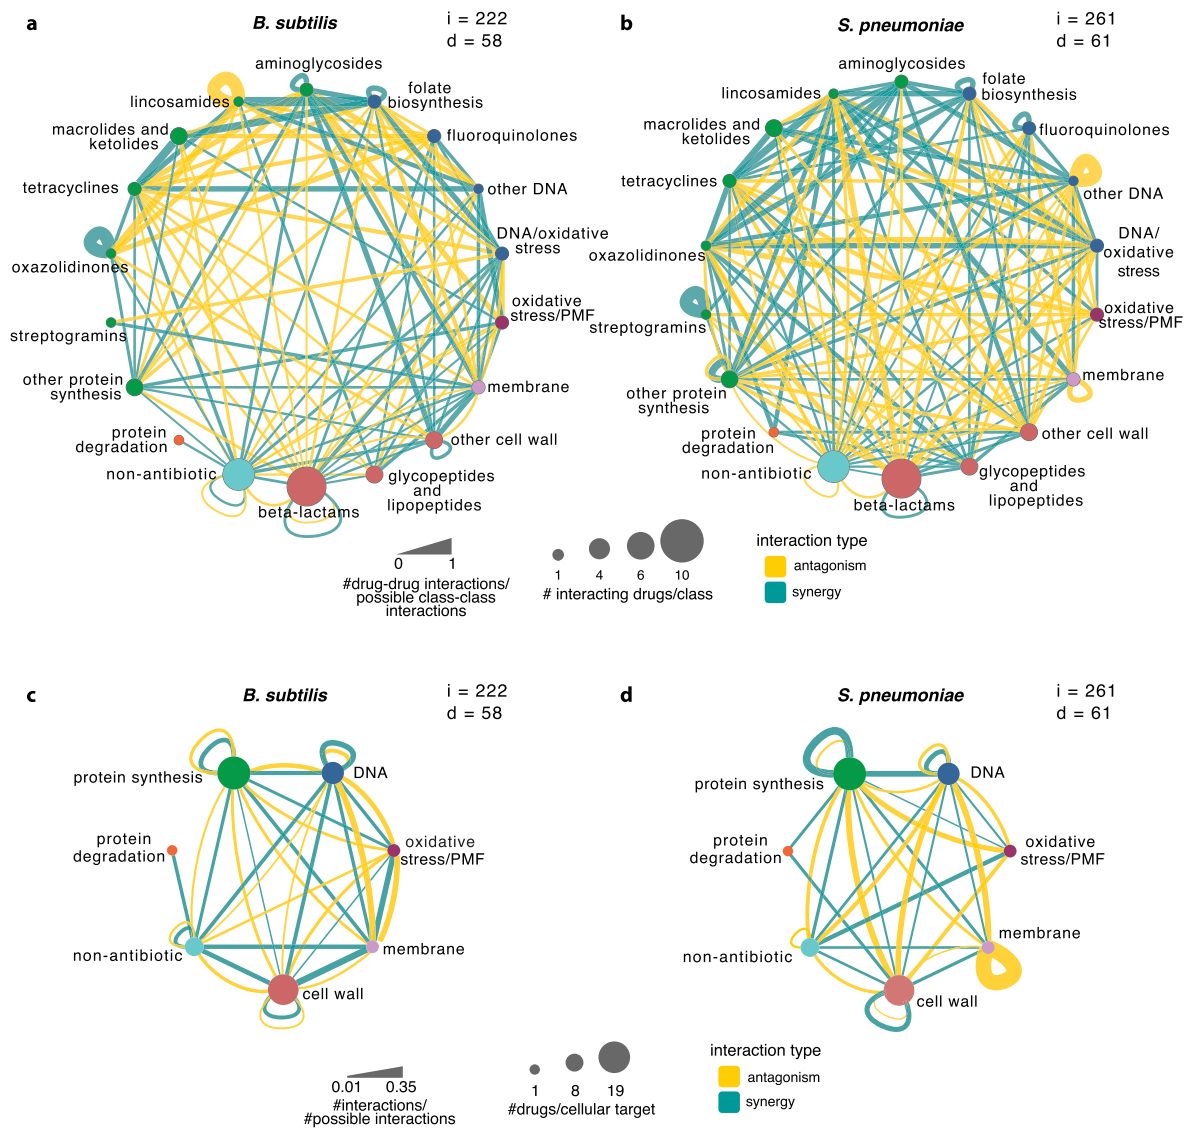 a
B. subtilis
i = 222
d = 58
aminoglycosides
lincosamides
folate
biosynthesis
macrolides and
ketolides
fluoroquinolones
tetracyclines
other DNA
DNA/oxidative
stress
oxazolidinones
oxidative
stress/PMF
streptogramins
other protein
synthesis
membrane
protein
degradation
other cell wall
non-antibiotic
glycopeptides
and
lipopeptides
beta-lactams
b
S. pneumoniae
i = 261
d = 61
aminoglycosides
lincosamides
folate
biosynthesis
macrolides and
ketolides
fluoroquinolones
tetracyclines
other DNA
DNA/
oxidative
stress
oxazolidinones
oxidative
stress/PMF
streptogramins
membrane
other protein
synthesis
protein
degradation
other cell wall
non-antibiotic
glycopeptides
and
lipopeptides
beta-lactams
0 1
#drug-drug interactions/
possible class-class
interactions
1 4 6 10
# interacting drugs/class
interaction type
antagonism
synergy
c
B. subtilis
i = 222
d = 58
protein synthesis
DNA
protein
degradation
oxidative
stress/PMF
non-antibiotic
membrane
cell wall
d
S. pneumoniae
i = 261
d = 61
protein synthesis
DNA
protein
degradation
oxidative
stress/PMF
membrane
non-antibiotic
cell wall
0.01 0.35
#interactions/
#possible interactions
1 8 19
#drugs/cellular target
interaction type
antagonism
synergy